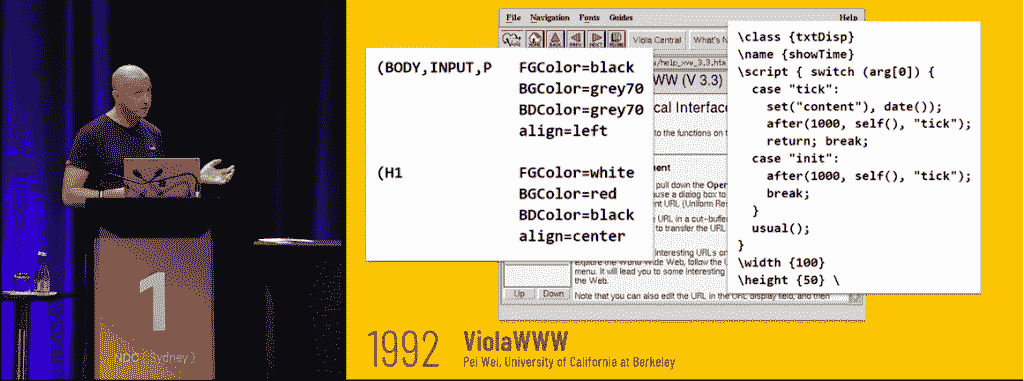 1
NDC { Sydney }
File Navigation Fonts Guides Help
Viola Central
What's N
WW (V 3.3)
ical Interfac
to the functions on t
ment
pull down the Open
use a dialog box to
nt URL (Uniform Res
URL in a cut-buffe
to transfer the URL
interesting URLs on
explore the World Wide Web, follow the U
menu. It will lead you to some interesting
the Web.
Note that you can also edit the URL in the URL display field, and then
Up Down
(BODY,INPUT,P FGColor=black
BGColor=grey70
BDColor=grey70
align=left
(H1 FGColor=white
BGColor=red
BDColor=black
align=center
\class {txtDisp}
\name {showTime}
\script { switch (arg[0]) {
case "tick":
set("content"), date());
after(1000, self(), "tick");
return; break;
case "init":
after(1000, self(), "tick");
break;
}
usual();
}
\width {100}
\height {50} \
1992 ViolaWWW
Pei Wei, University of California at Berkeley